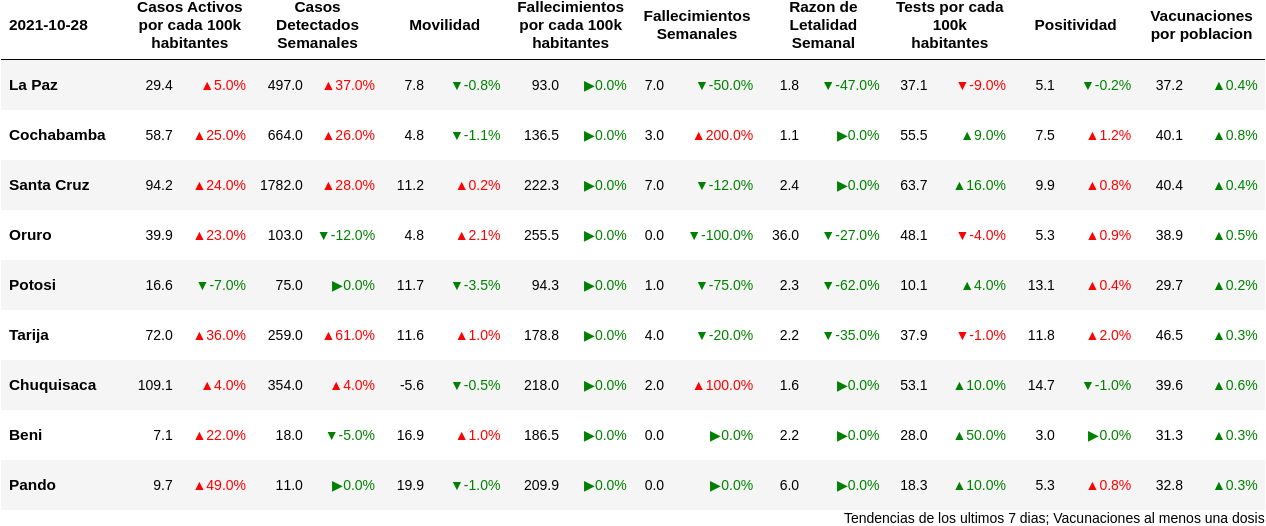 2021-10-28 Casos Activos por cada 100k habitantes Casos Detectados Semanales Movilidad Fallecimientos por cada 100k habitantes Fallecimientos Semanales Razon de Letalidad Semanal Tests por cada 100k habitantes Positividad Vacunaciones por poblacion
La Paz 29.4 ▲5.0% 497.0 ▲37.0% 7.8 ▼-0.8% 93.0 ▶0.0% 7.0 ▼-50.0% 1.8 ▼-47.0% 37.1 ▼-9.0% 5.1 ▼-0.2% 37.2 ▲0.4%
Cochabamba 58.7 ▲25.0% 664.0 ▲26.0% 4.8 ▼-1.1% 136.5 ▶0.0% 3.0 ▲200.0% 1.1 ▶0.0% 55.5 ▲9.0% 7.5 ▲1.2% 40.1 ▲0.8%
Santa Cruz 94.2 ▲24.0% 1782.0 ▲28.0% 11.2 ▲0.2% 222.3 ▶0.0% 7.0 ▼-12.0% 2.4 ▶0.0% 63.7 ▲16.0% 9.9 ▲0.8% 40.4 ▲0.4%
Oruro 39.9 ▲23.0% 103.0 ▼-12.0% 4.8 ▲2.1% 255.5 ▶0.0% 0.0 ▼-100.0% 36.0 ▼-27.0% 48.1 ▼-4.0% 5.3 ▲0.9% 38.9 ▲0.5%
Potosi 16.6 ▼-7.0% 75.0 ▶0.0% 11.7 ▼-3.5% 94.3 ▶0.0% 1.0 ▼-75.0% 2.3 ▼-62.0% 10.1 ▲4.0% 13.1 ▲0.4% 29.7 ▲0.2%
Tarija 72.0 ▲36.0% 259.0 ▲61.0% 11.6 ▲1.0% 178.8 ▶0.0% 4.0 ▼-20.0% 2.2 ▼-35.0% 37.9 ▼-1.0% 11.8 ▲2.0% 46.5 ▲0.3%
Chuquisaca 109.1 ▲4.0% 354.0 ▲4.0% -5.6 ▼-0.5% 218.0 ▶0.0% 2.0 ▲100.0% 1.6 ▶0.0% 53.1 ▲10.0% 14.7 ▼-1.0% 39.6 ▲0.6%
Beni 7.1 ▲22.0% 18.0 ▼-5.0% 16.9 ▲1.0% 186.5 ▶0.0% 0.0 ▶0.0% 2.2 ▶0.0% 28.0 ▲50.0% 3.0 ▶0.0% 31.3 ▲0.3%
Pando 9.7 ▲49.0% 11.0 ▶0.0% 19.9 ▼-1.0% 209.9 ▶0.0% 0.0 ▶0.0% 6.0 ▶0.0% 18.3 ▲10.0% 5.3 ▲0.8% 32.8 ▲0.3%
Tendencias de los ultimos 7 dias; Vacunaciones al menos una dosis